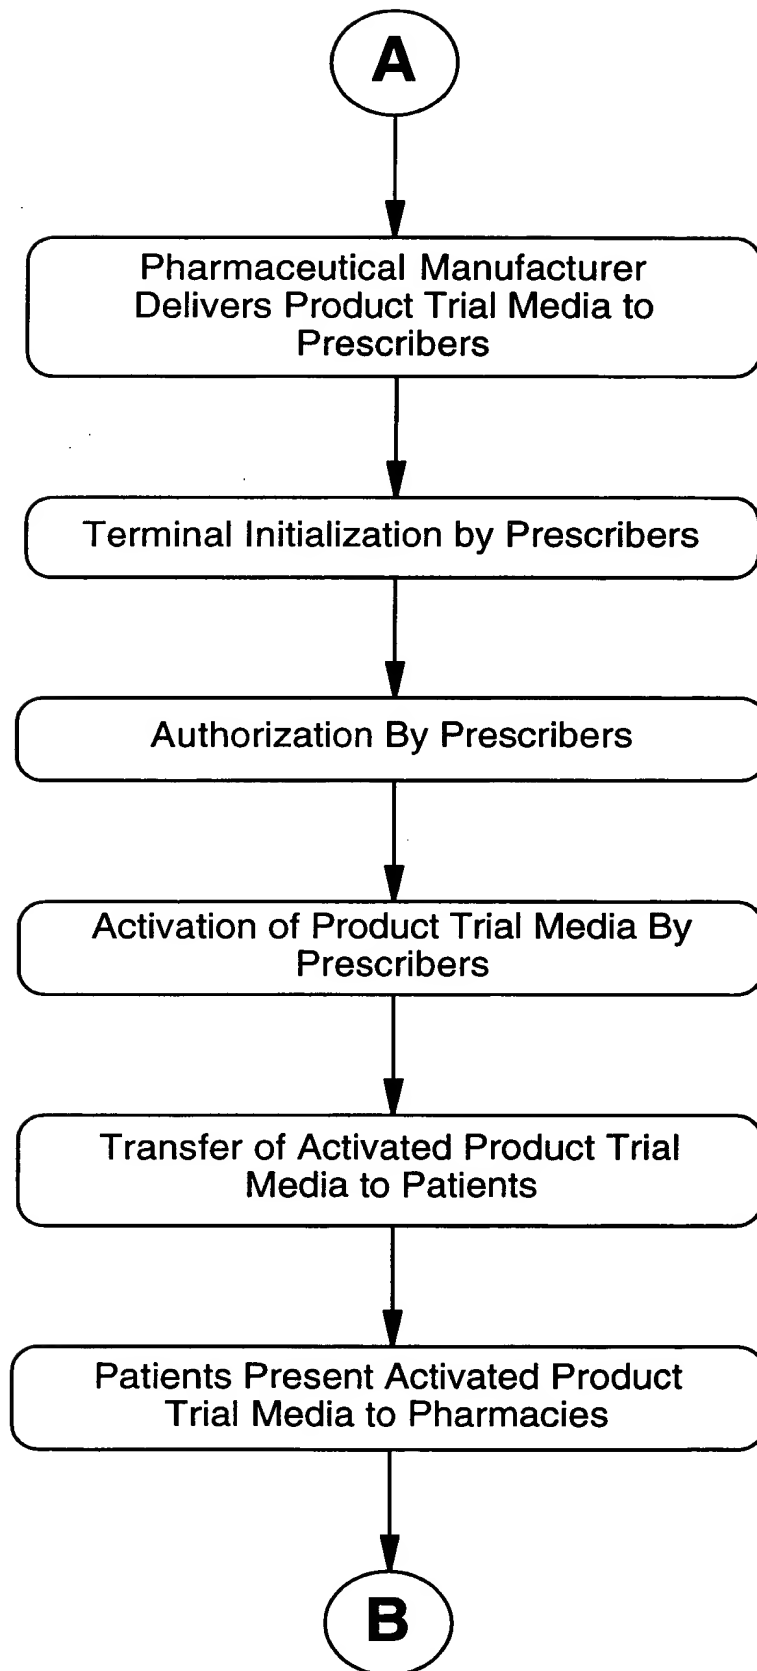 A
Pharmaceutical Manufacturer
Delivers Product Trial Media to
Prescribers
Terminal Initialization by Prescribers
Authorization By Prescribers
Activation of Product Trial Media By
Prescribers
Transfer of Activated Product Trial
Media to Patients
Patients Present Activated Product
Trial Media to Pharmacies
B